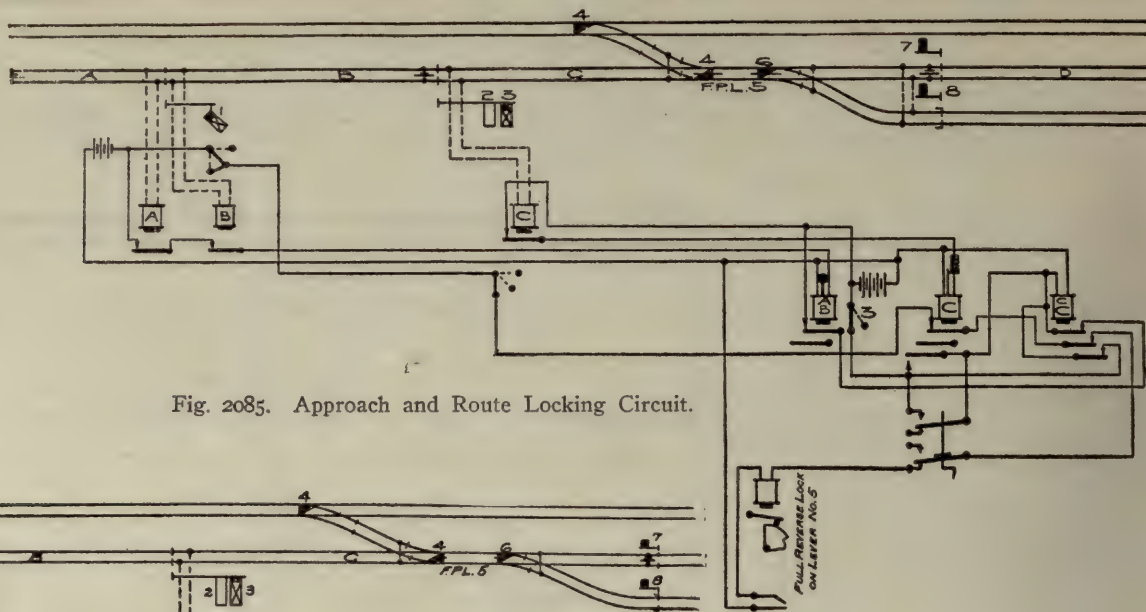 4
A B C 4 6 7 D
F.P.L. 5 8
1 2 3
A B C
A
B C EC
3
Fig. 2085. Approach and Route Locking Circuit.
FULL REVERSE LOCK
ON LEVER NO. 5
4
B C 4 6 7
F.P.L. 5 8
2 3